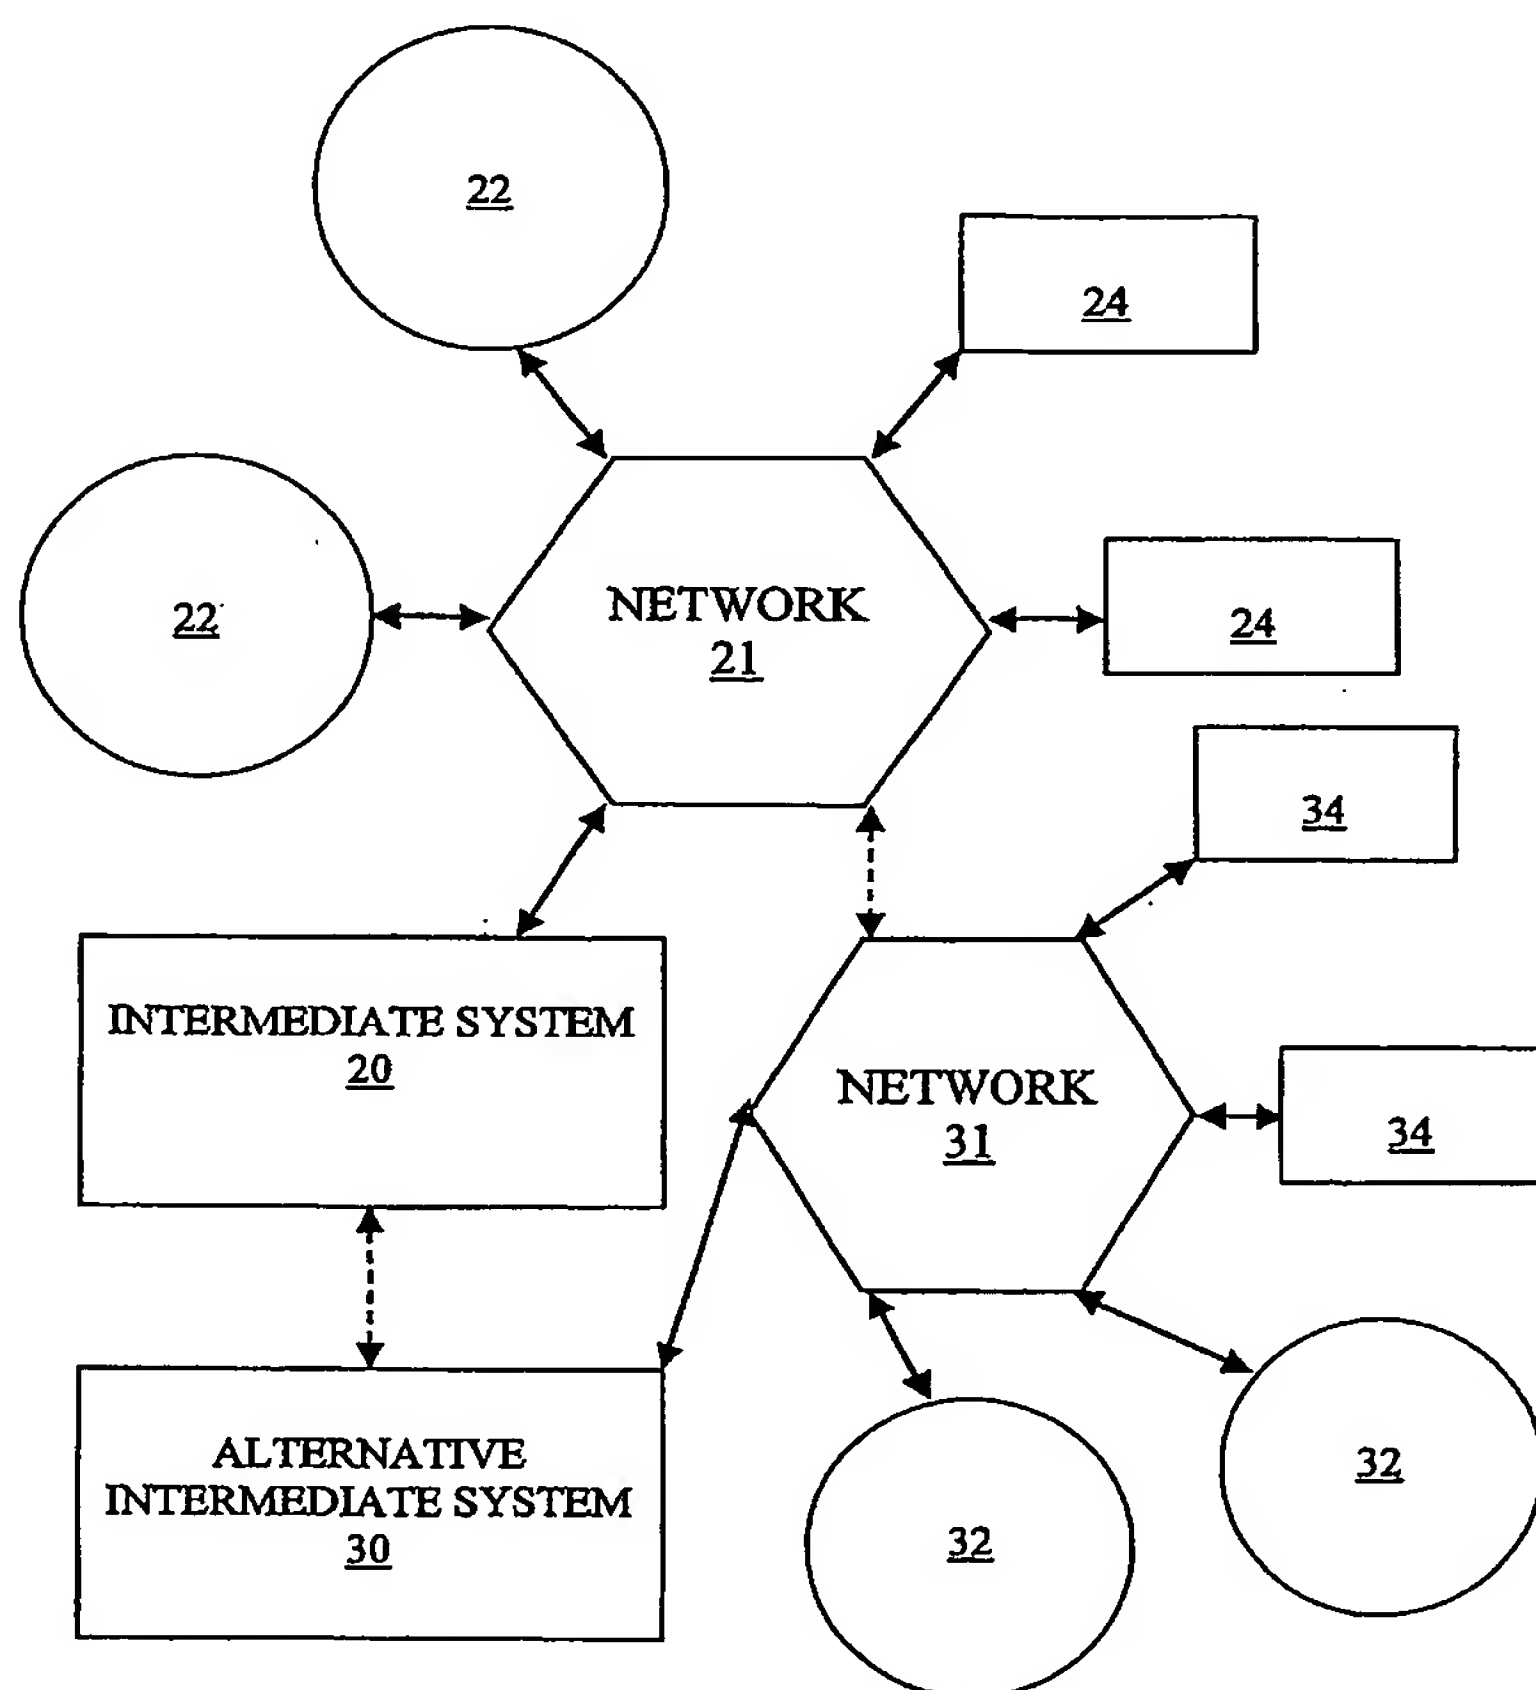 22
24
22
NETWORK
21
24
34
INTERMEDIATE SYSTEM
20
NETWORK
31
34
ALTERNATIVE
INTERMEDIATE SYSTEM
30
32
32